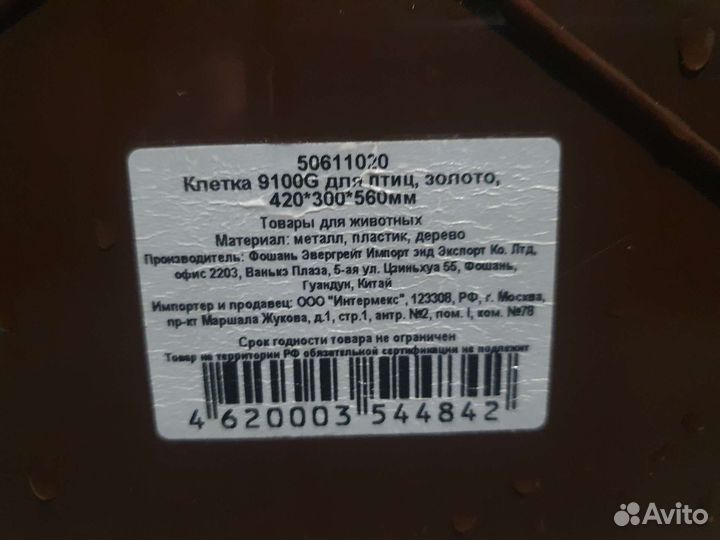 50611020
Клетка 9100G для птиц, золото,
420*300*560мм
Товары для животных
Материал: металл, пластик, дерево
Производитель: Фошань Эвергрейт Импорт энд Экспорт Ко. Лтд,
офис 2203, Ванькэ Плаза, 5-ая ул. Цзиньхуа 55, Фошань,
Гуандун, Китай
Импортер и продавец: ООО "Интермекс", 123308, РФ, г. Москва,
пр-кт Маршала Жукова, д.1, стр.1, антр. №2, пом. I, ком. №78
Срок годности товара не ограничен
Товар на территории РФ обязательной сертификации не подлежит
4 620003 544842
Avito